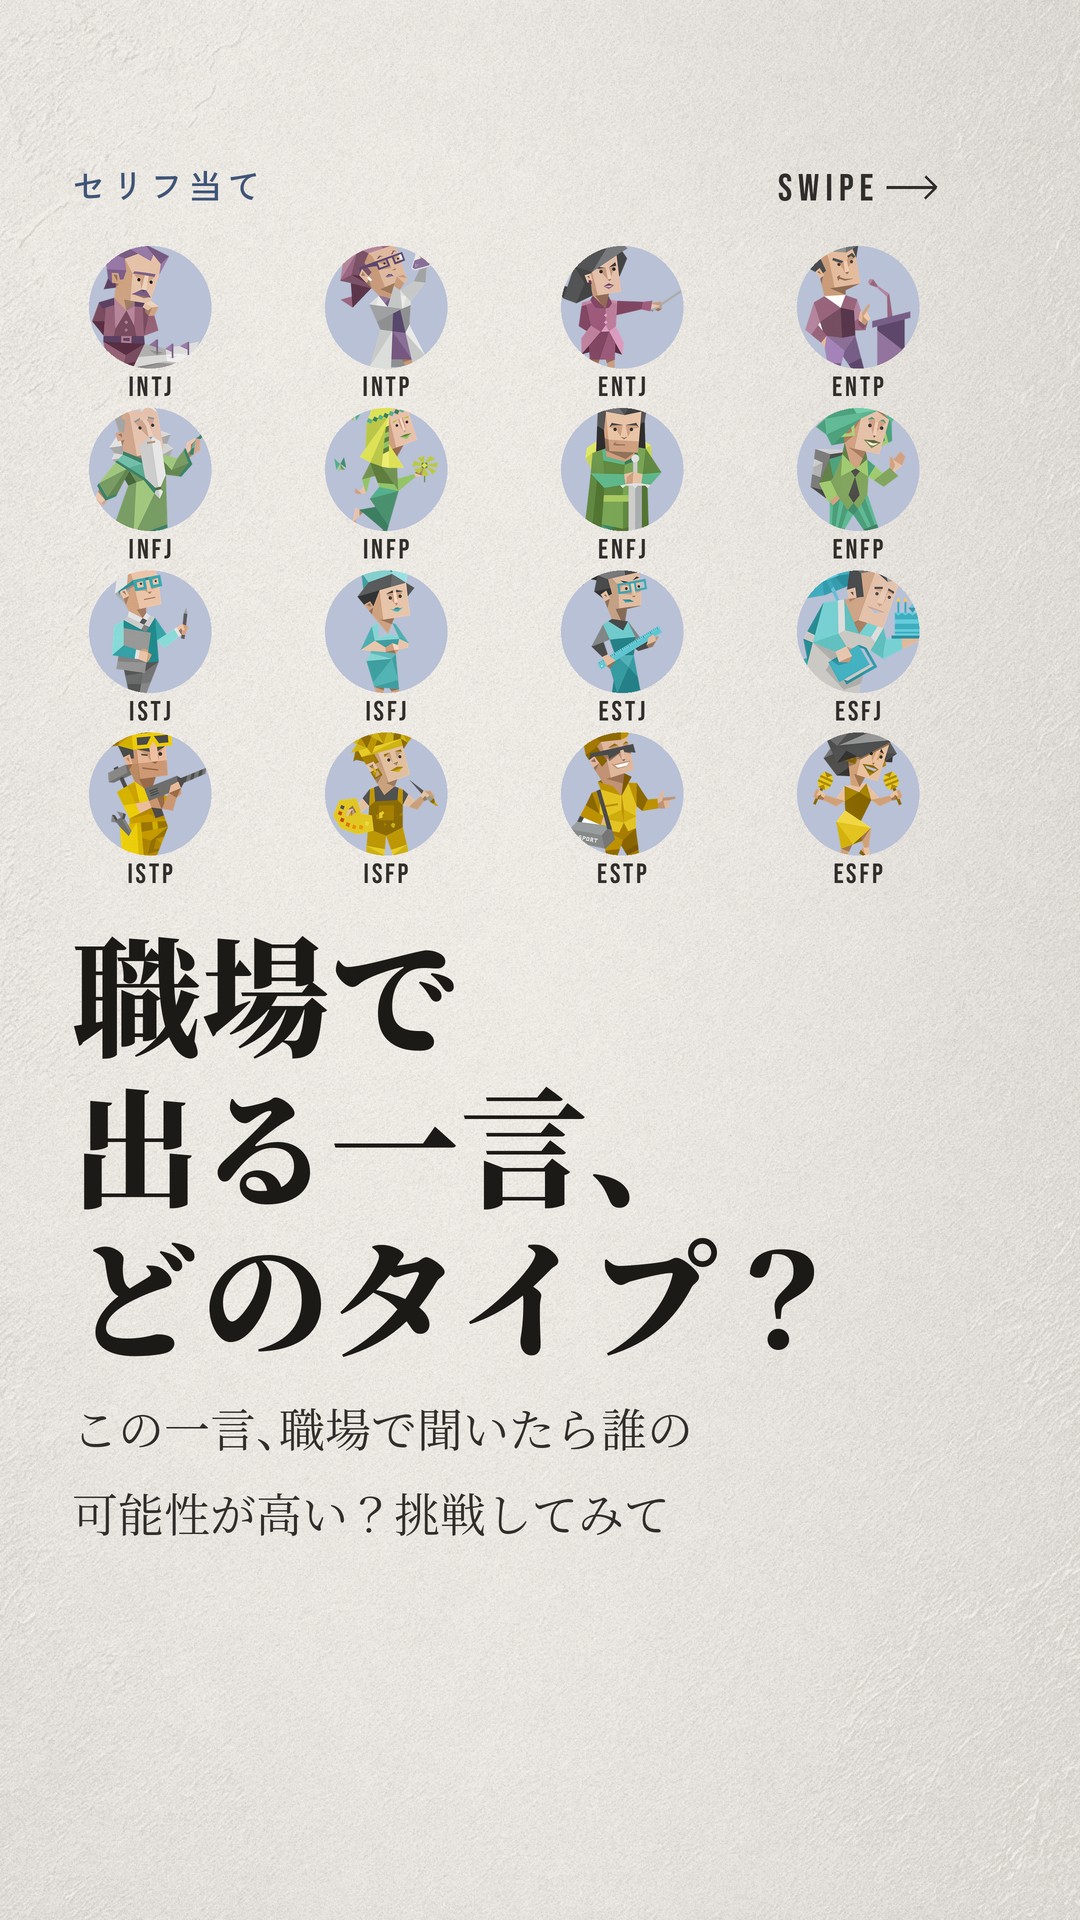 セリフ当て
SWIPE →
INTJ INTP ENTJ ENTP
INFJ INFP ENFJ ENFP
ISTJ ISFJ ESTJ ESFJ
SPORT
ISTP ISFP ESTP ESFP
職場で
出る一言、
どのタイプ？
この一言、職場で聞いたら誰の
可能性が高い？挑戦してみて